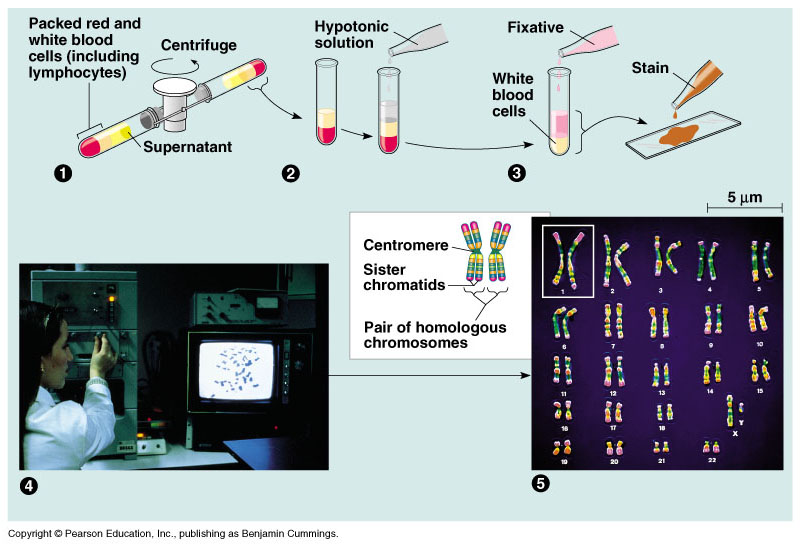 Packed red and
white blood
cells (including
lymphocytes)
Centrifuge
Supernatant
1
Hypotonic
solution
2
Fixative
White
blood
cells
3
Stain
5 μm
Centromere
Sister
chromatids
Pair of homologous
chromosomes
4
1 2 3 4 5
6 7 8 9 10
11 12 13 14 15
16 17 18 X Y
19 20 21 22
5
Copyright © Pearson Education, Inc., publishing as Benjamin Cummings.